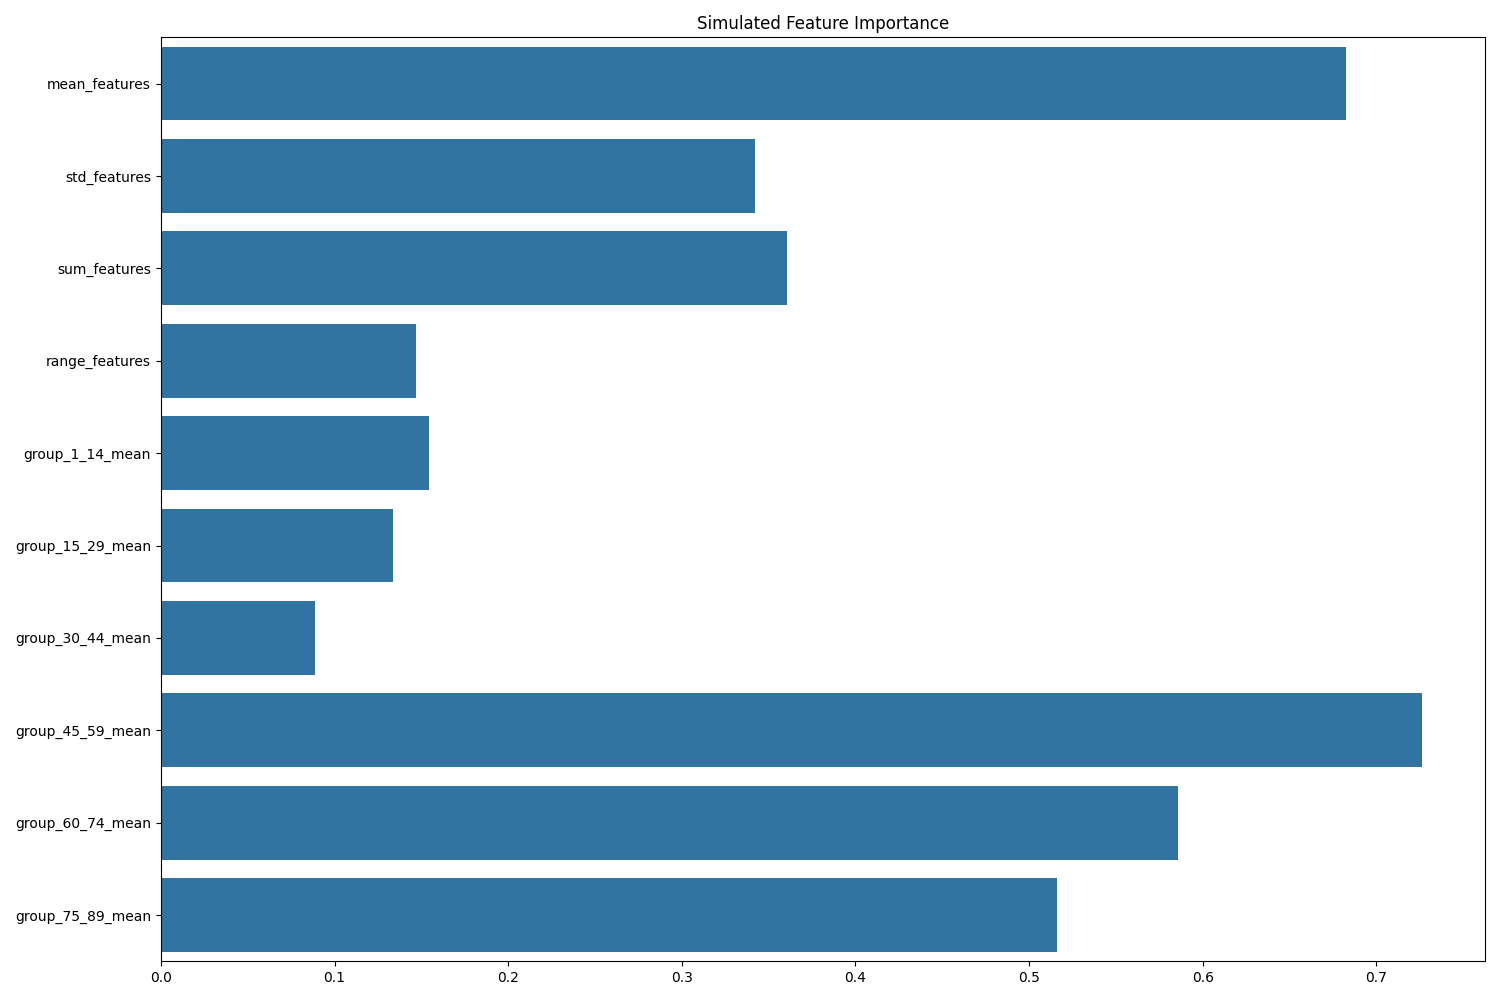 Simulated Feature Importance
mean_features
std_features
sum_features
range_features
group_1_14_mean
group_15_29_mean
group_30_44_mean
group_45_59_mean
group_60_74_mean
group_75_89_mean
0.0 0.1 0.2 0.3 0.4 0.5 0.6 0.7